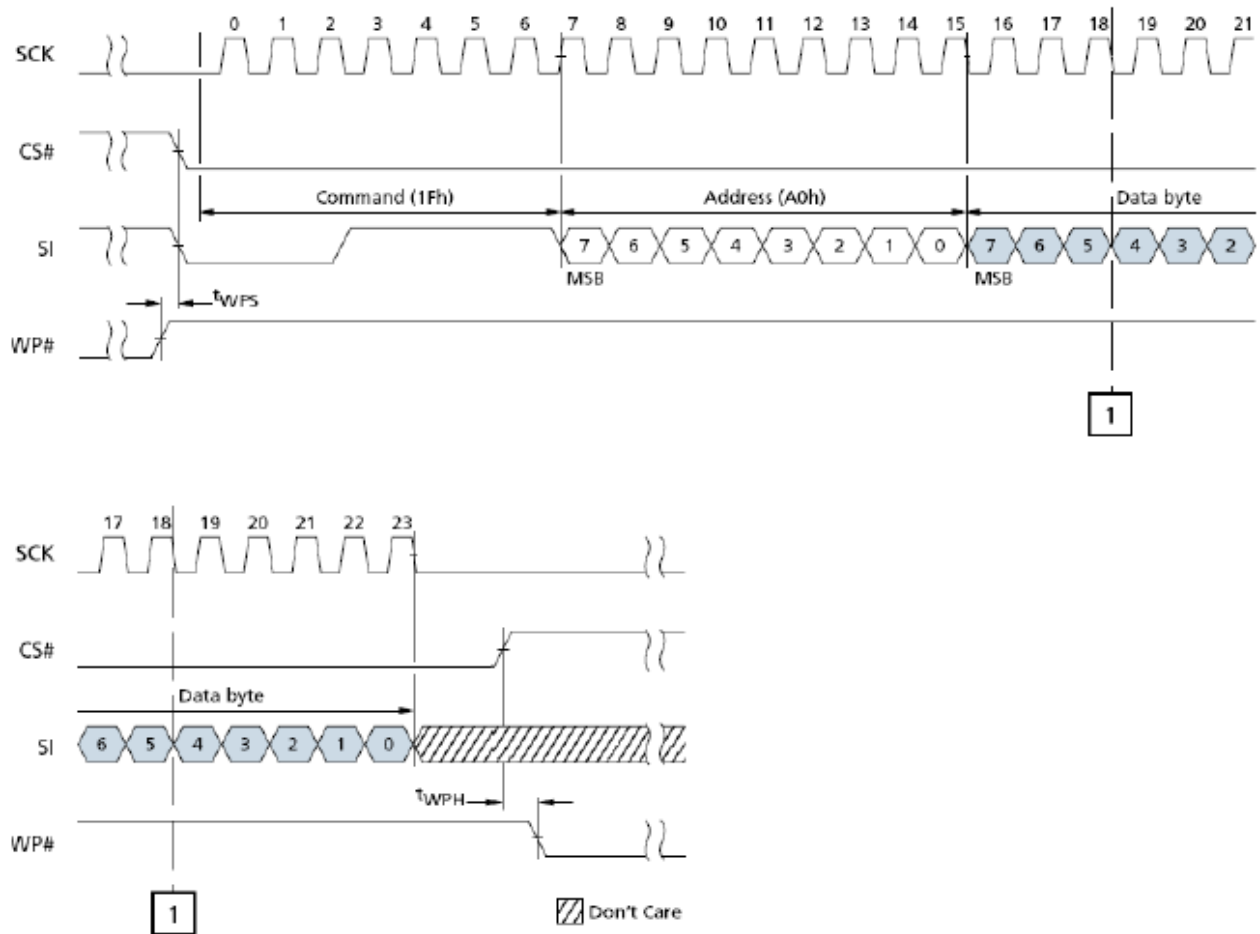 0 1 2 3 4 5 6 7 8 9 10 11 12 13 14 15 16 17 18 19 20 21
SCK
CS#
Command (1Fh) Address (A0h) Data byte
SI 7 6 5 4 3 2 1 0 7 6 5 4 3 2
MSB MSB
tWPS
WP#
1
17 18 19 20 21 22 23
SCK
CS#
Data byte
SI 6 5 4 3 2 1 0
tWPH
WP#
1 Don't Care